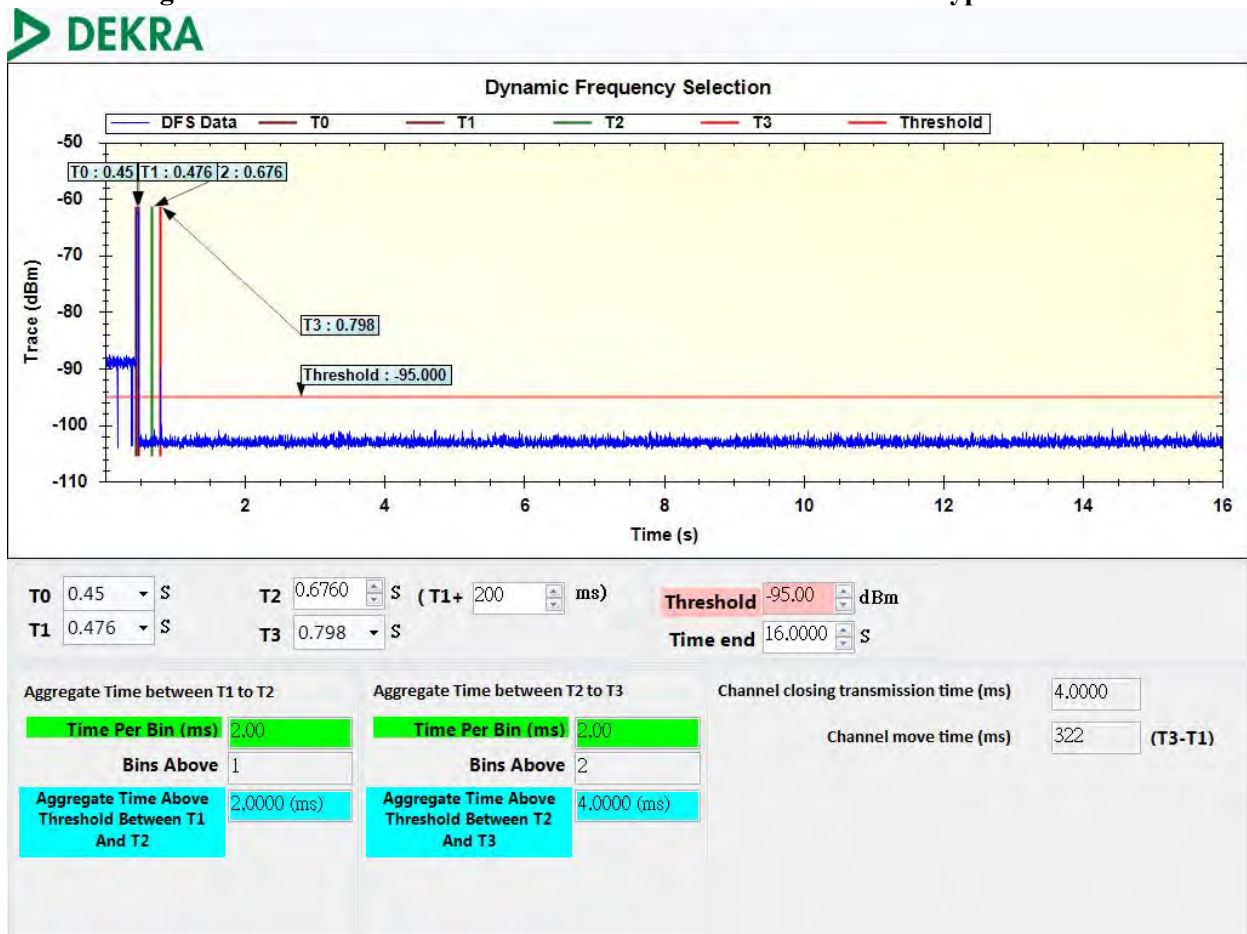 DEKRA
Dynamic Frequency Selection
DFS Data T0 T1 T2 T3 Threshold
-50
T0 : 0.45 T1 : 0.476 2 : 0.676
-60
-70
-80
T3 : 0.798
-90
Threshold : -95.000
-100
-110
Trace (dBm)
2 4 6 8 10 12 14 16
Time (s)
T0 0.45 S T2 0.6760 S ( T1+ 200 ms) Threshold -95.00 dBm
T1 0.476 S T3 0.798 S Time end 16.0000 S
Aggregate Time between T1 to T2
Time Per Bin (ms) 2.00
Bins Above 1
Aggregate Time Above
Threshold Between T1
And T2
2.0000 (ms)
Aggregate Time between T2 to T3
Time Per Bin (ms) 2.00
Bins Above 2
Aggregate Time Above
Threshold Between T2
And T3
4.0000 (ms)
Channel closing transmission time (ms) 4.0000
Channel move time (ms) 322 (T3-T1)